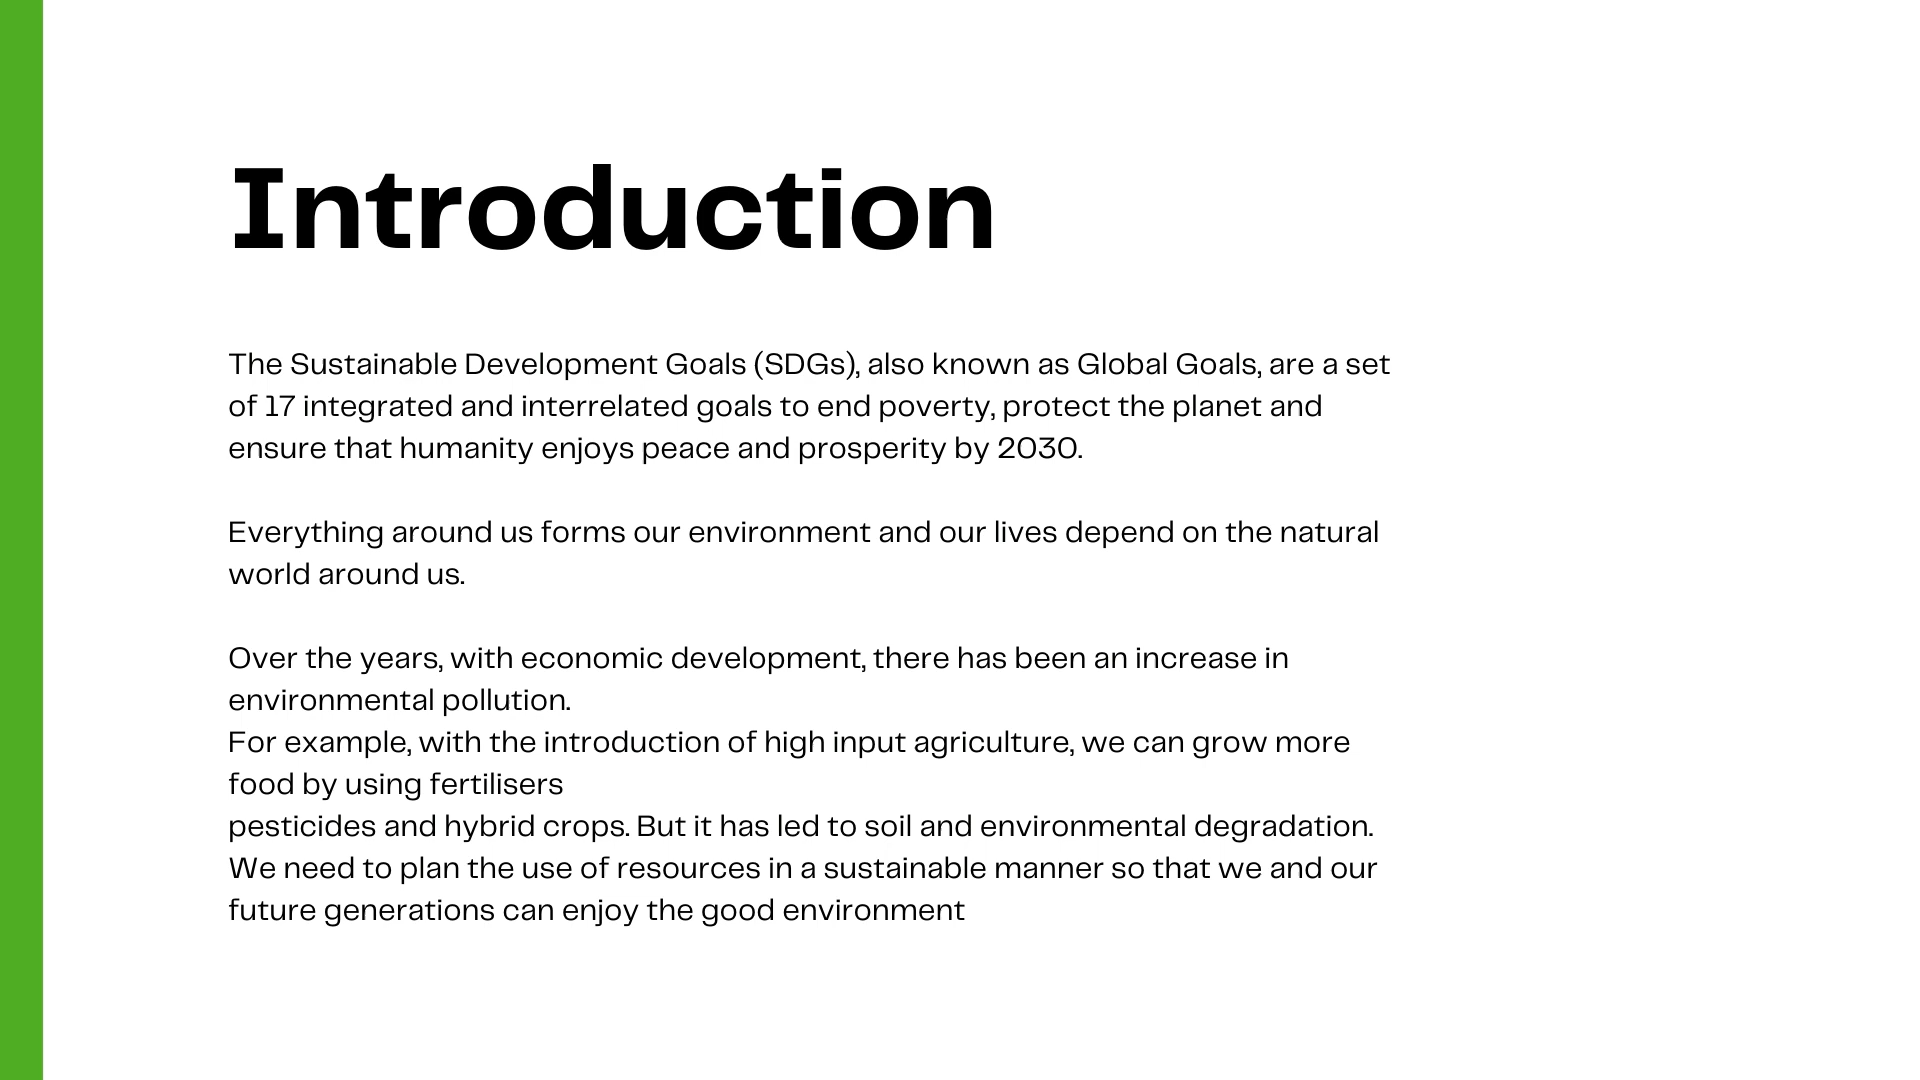 Introduction
The Sustainable Development Goals (SDGs), also known as Global Goals, are a set
of 17 integrated and interrelated goals to end poverty, protect the planet and
ensure that humanity enjoys peace and prosperity by 2030.
Everything around us forms our environment and our lives depend on the natural
world around us.
Over the years, with economic development, there has been an increase in
environmental pollution.
For example, with the introduction of high input agriculture, we can grow more
food by using fertilisers
pesticides and hybrid crops. But it has led to soil and environmental degradation.
We need to plan the use of resources in a sustainable manner so that we and our
future generations can enjoy the good environment